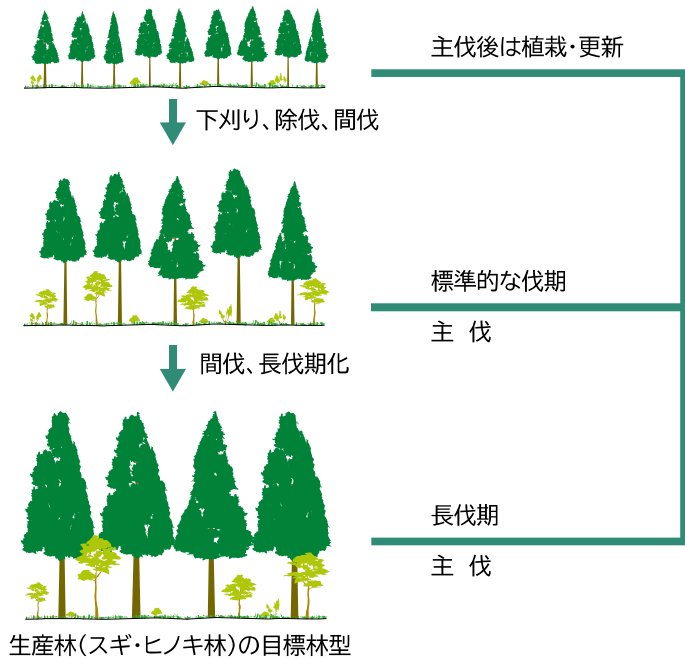 主伐後は植栽・更新
下刈り、除伐、間伐
標準的な伐期
主 伐
間伐、長伐期化
長伐期
主 伐
生産林(スギ・ヒノキ林)の目標林型